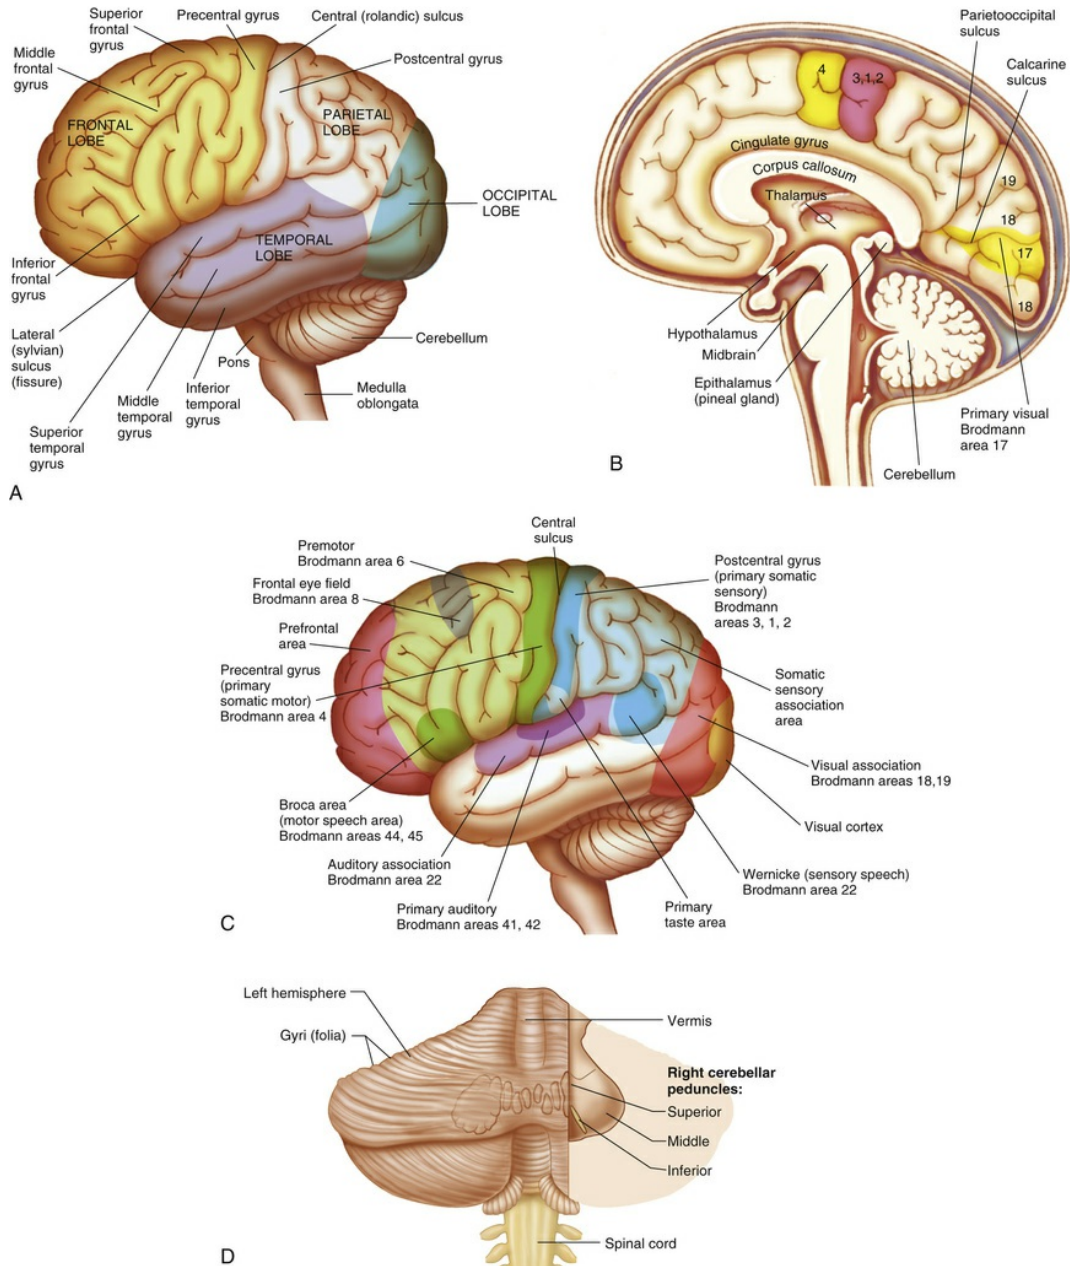 Superior
frontal
gyrus
Precentral gyrus
Central (rolandic) sulcus
Middle
frontal
gyrus
Postcentral gyrus
FRONTAL
LOBE
PARIETAL
LOBE
OCCIPITAL
LOBE
TEMPORAL
LOBE
Inferior
frontal
gyrus
Lateral
(sylvian)
sulcus
(fissure)
Pons
Cerebellum
Superior
temporal
gyrus
Middle
temporal
gyrus
Inferior
temporal
gyrus
Medulla
oblongata
A
Parietooccipital
sulcus
Calcarine
sulcus
4
3,1,2
Cingulate gyrus
Corpus callosum
Thalamus
19
18
17
18
Hypothalamus
Midbrain
Epithalamus
(pineal gland)
Primary visual
Brodmann
area 17
Cerebellum
B
Central
sulcus
Premotor
Brodmann area 6
Frontal eye field
Brodmann area 8
Prefrontal
area
Precentral gyrus
(primary
somatic motor)
Brodmann area 4
Postcentral gyrus
(primary somatic
sensory)
Brodmann
areas 3, 1, 2
Somatic
sensory
association
area
Visual association
Brodmann areas 18,19
Visual cortex
Broca area
(motor speech area)
Brodmann areas 44, 45
Auditory association
Brodmann area 22
Primary auditory
Brodmann areas 41, 42
Primary
taste area
Wernicke (sensory speech)
Brodmann area 22
C
Left hemisphere
Gyri (folia)
Vermis
Right cerebellar
peduncles:
Superior
Middle
Inferior
Spinal cord
D